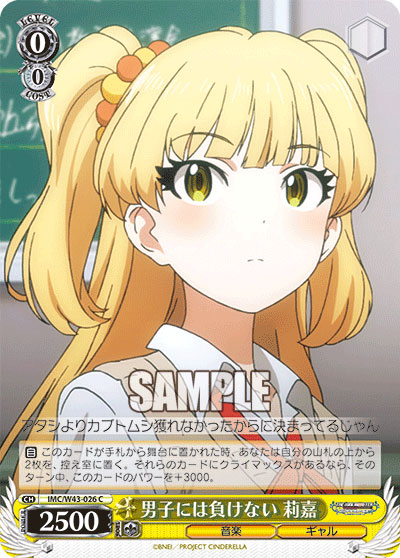 LEVEL
0
0
COST
SAMPLE
アタシよりカブトムシ獲れなかったからに決まってるじゃん
自 このカードが手札から舞台に置かれた時、あなたは自分の山札の上から
2枚を、控え室に置く。それらのカードにクライマックスがあるなら、そのターン中、このカードのパワーを+3000。
CH IMC/W43-026 C
2500
男子には負けない 莉嘉
音楽
ギャル
©BNEI／PROJECT CINDERELLA